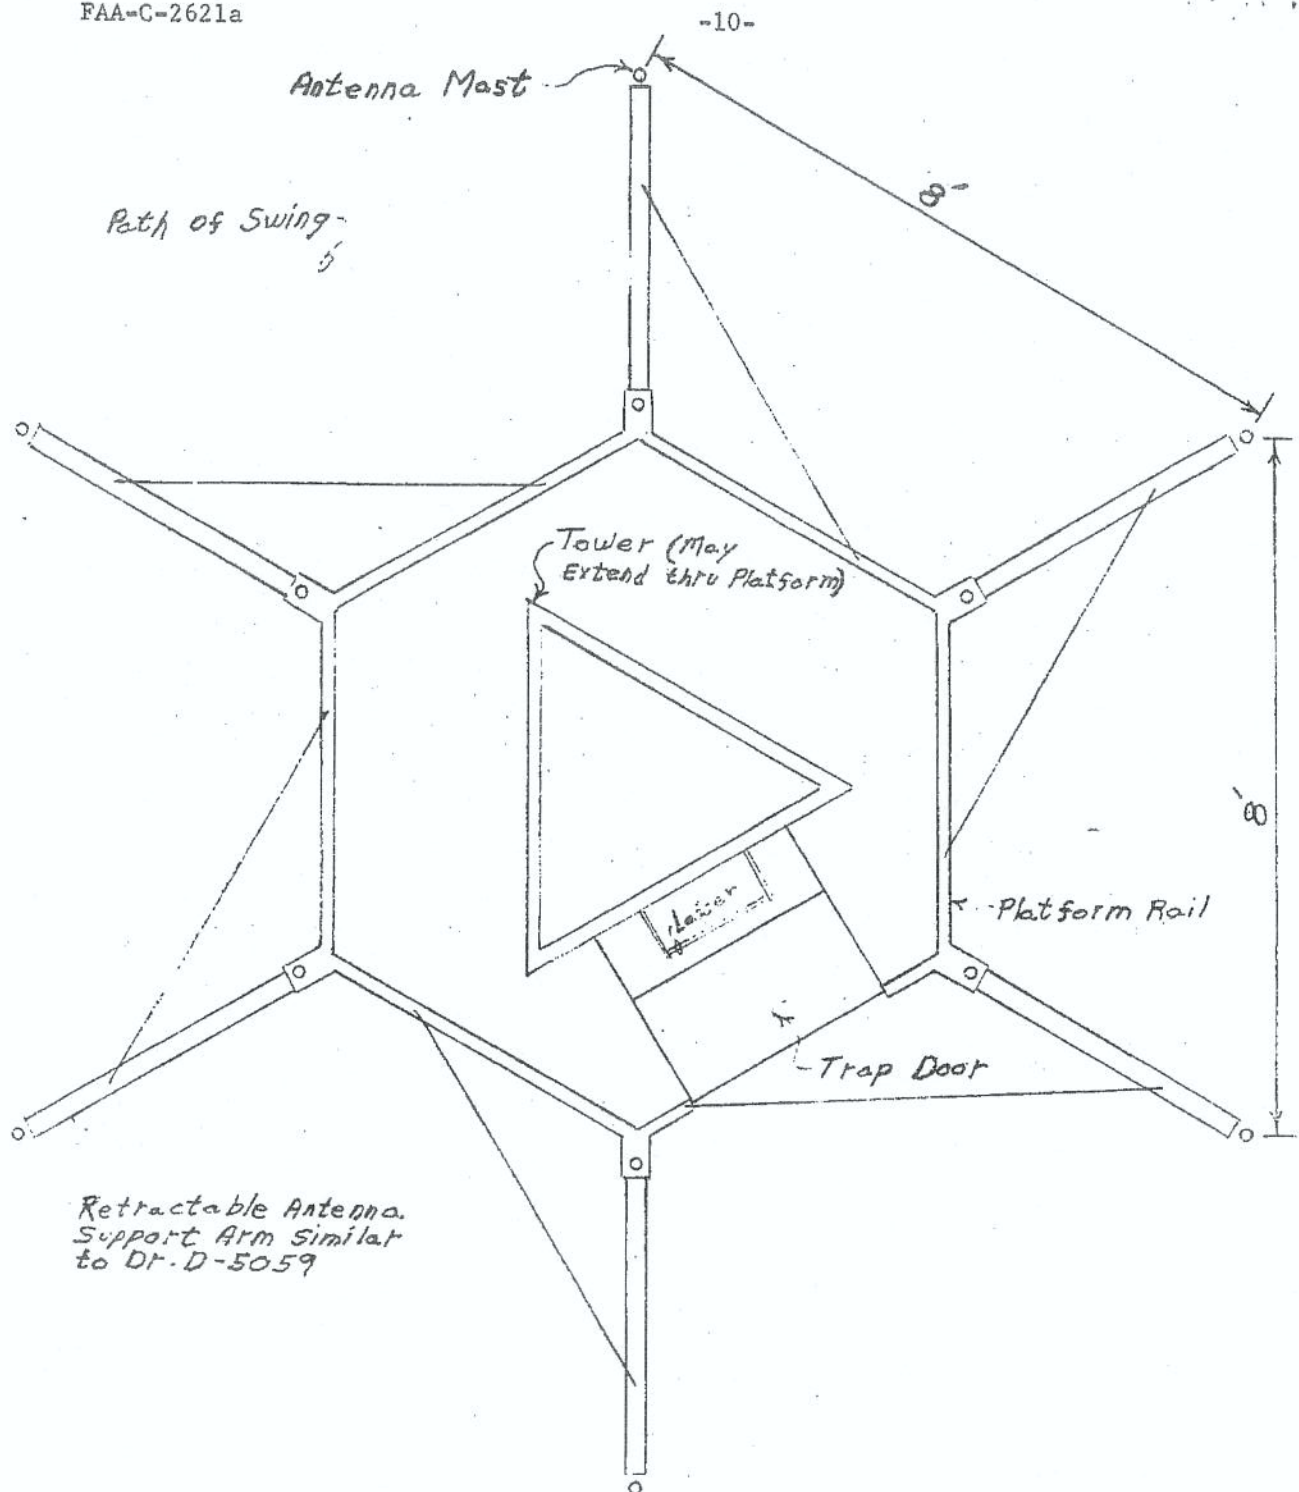 FAA-C-2621a
-10-
Antenna Mast
8'
Path of Swing
Tower (May
Extend thru Platform)
8'
Platform Rail
Trap Door
Retractable Antenna
Support Arm Similar
to Dr. D-5059